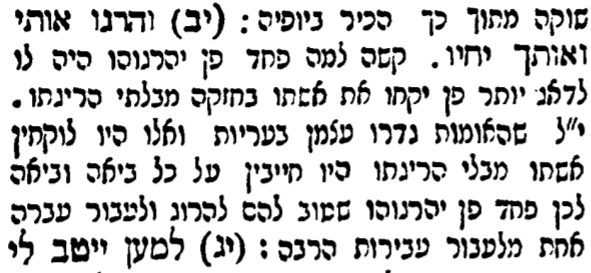 שוקה מתוך כך הכיר ביופיה : (יב) והרגו אותי
ואותך יחיו. קשה למה פחד פן יהרגוהו היה לו
לדאג יותר פן יקחו את אשתו בחזקה מבלתי הריגתו.
י״ל שהאומות גדרו עצמן בעריות ואלו היו לוקחין
אשתו מבלי הריגתו היו חייבין על כל ביאה וביאה
לכן פחד פן יהרגוהו שטוב להם להרוג ולעבור עברה
אחת מלעבור עבירות הרבה : (יג) למען ייטב לי